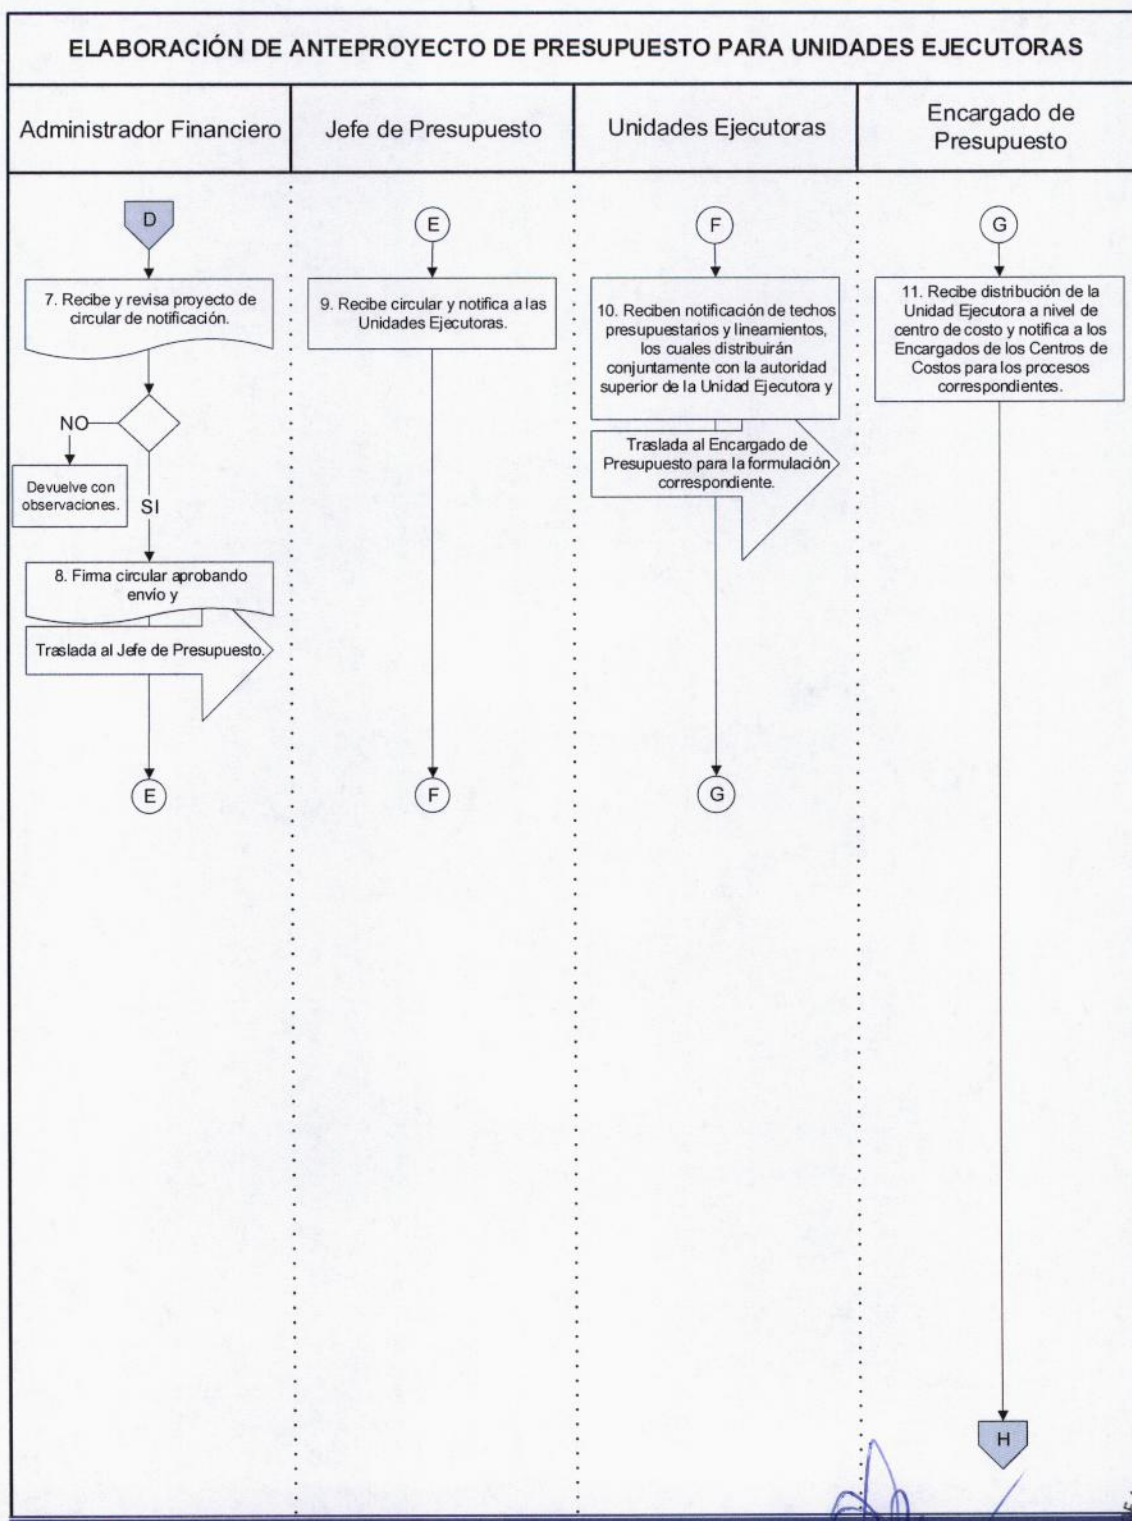 ELABORACIÓN DE ANTEPROYECTO DE PRESUPUESTO PARA UNIDADES EJECUTORAS
Administrador Financiero
Jefe de Presupuesto
Unidades Ejecutoras
Encargado de
Presupuesto
D
7. Recibe y revisa proyecto de
circular de notificación.
NO
Devuelve con
observaciones.
SI
8. Firma circular aprobando
envío y
Traslada al Jefe de Presupuesto.
E
E
9. Recibe circular y notifica a las
Unidades Ejecutoras.
F
F
10. Reciben notificación de techos
presupuestarios y lineamientos,
los cuales distribuirán
conjuntamente con la autoridad
superior de la Unidad Ejecutora y
Traslada al Encargado de
Presupuesto para la formulación
correspondiente.
G
G
11. Recibe distribución de la
Unidad Ejecutora a nivel de
centro de costo y notifica a los
Encargados de los Centros de
Costos para los procesos
correspondientes.
H